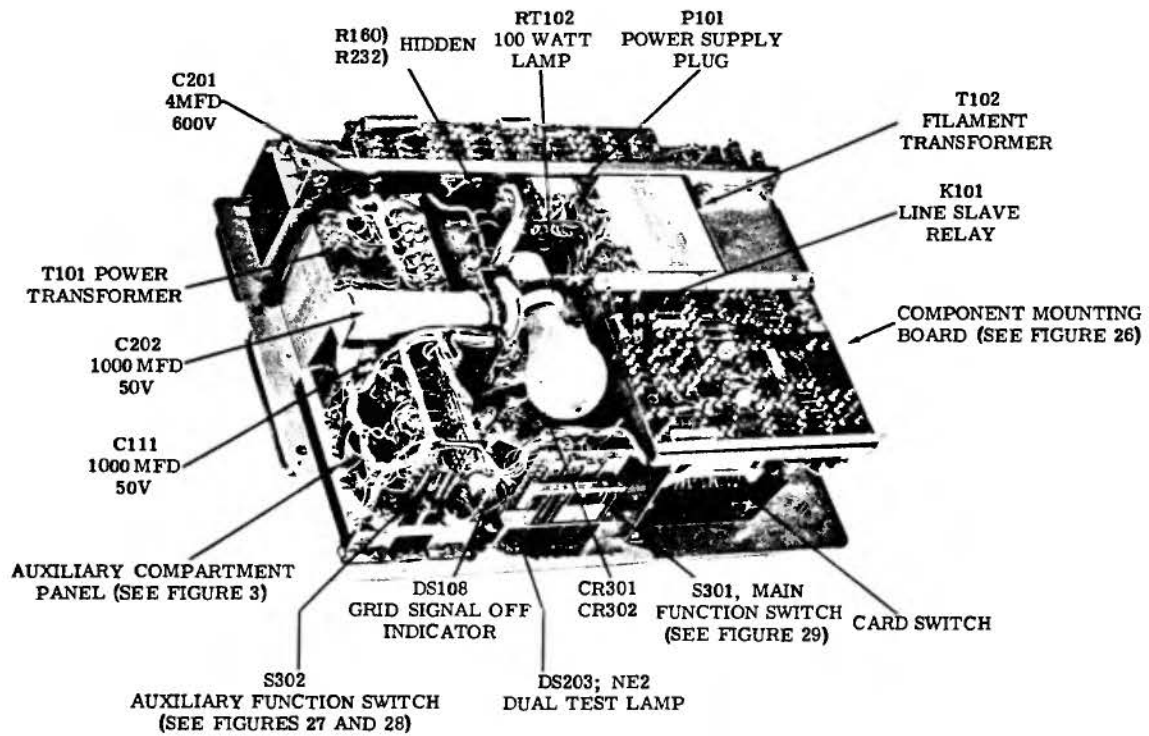 R160)
R232) HIDDEN
RT102
100 WATT
LAMP
P101
POWER SUPPLY
PLUG
C201
4MFD
600V
T102
FILAMENT
TRANSFORMER
K101
LINE SLAVE
RELAY
T101 POWER
TRANSFORMER
COMPONENT MOUNTING
BOARD (SEE FIGURE 26)
C202
1000 MFD
50V
C111
1000 MFD
50V
AUXILIARY COMPARTMENT
PANEL (SEE FIGURE 3)
DS108
GRID SIGNAL OFF
INDICATOR
CR301
CR302
S301, MAIN
FUNCTION SWITCH
(SEE FIGURE 29)
CARD SWITCH
S302
AUXILIARY FUNCTION SWITCH
(SEE FIGURES 27 AND 28)
DS203; NE2
DUAL TEST LAMP